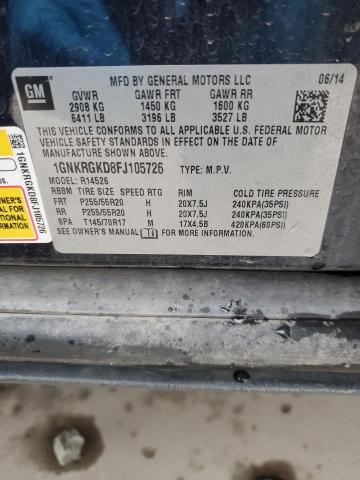 GM
MFD BY GENERAL MOTORS LLC 06/14
GVWR GAWR FRT GAWR RR
2908 KG 1450 KG 1600 KG
6411 LB 3196 LB 3527 LB
THIS VEHICLE CONFORMS TO ALL APPLICABLE U.S. FEDERAL MOTOR
VEHICLE SAFETY, BUMPER, AND THEFT PREVENTION
STANDARDS IN EFFECT ON THE DATE OF
MANUFACTURE SHOWN ABOVE.
1GNKRGKD8FJ105726 TYPE: M.P.V.
MODEL: R14526
RBBM TIRE SIZE SPEED RTG RIM COLD TIRE PRESSURE
FRT P255/55R20 H 20X7.5J 240KPA(35PSI)
RR P255/55R20 H 20X7.5J 240KPA(35PSI)
SPA T145/70R17 M 17X4.5B 420KPA(60PSI)
SEE OWNER'S MANUAL FOR MORE INFORMATION.
1GNKRGKD8FJ105726